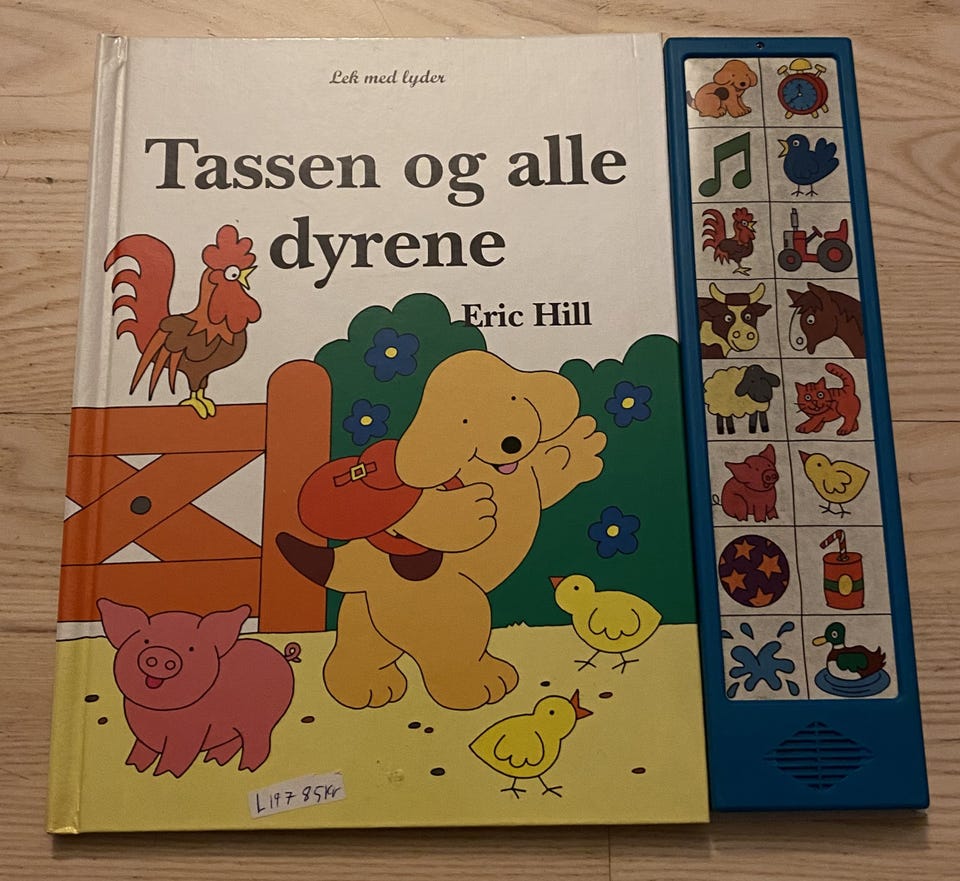 Lek med lyder
Tassen og alle
dyrene
Eric Hill
L197 85kr